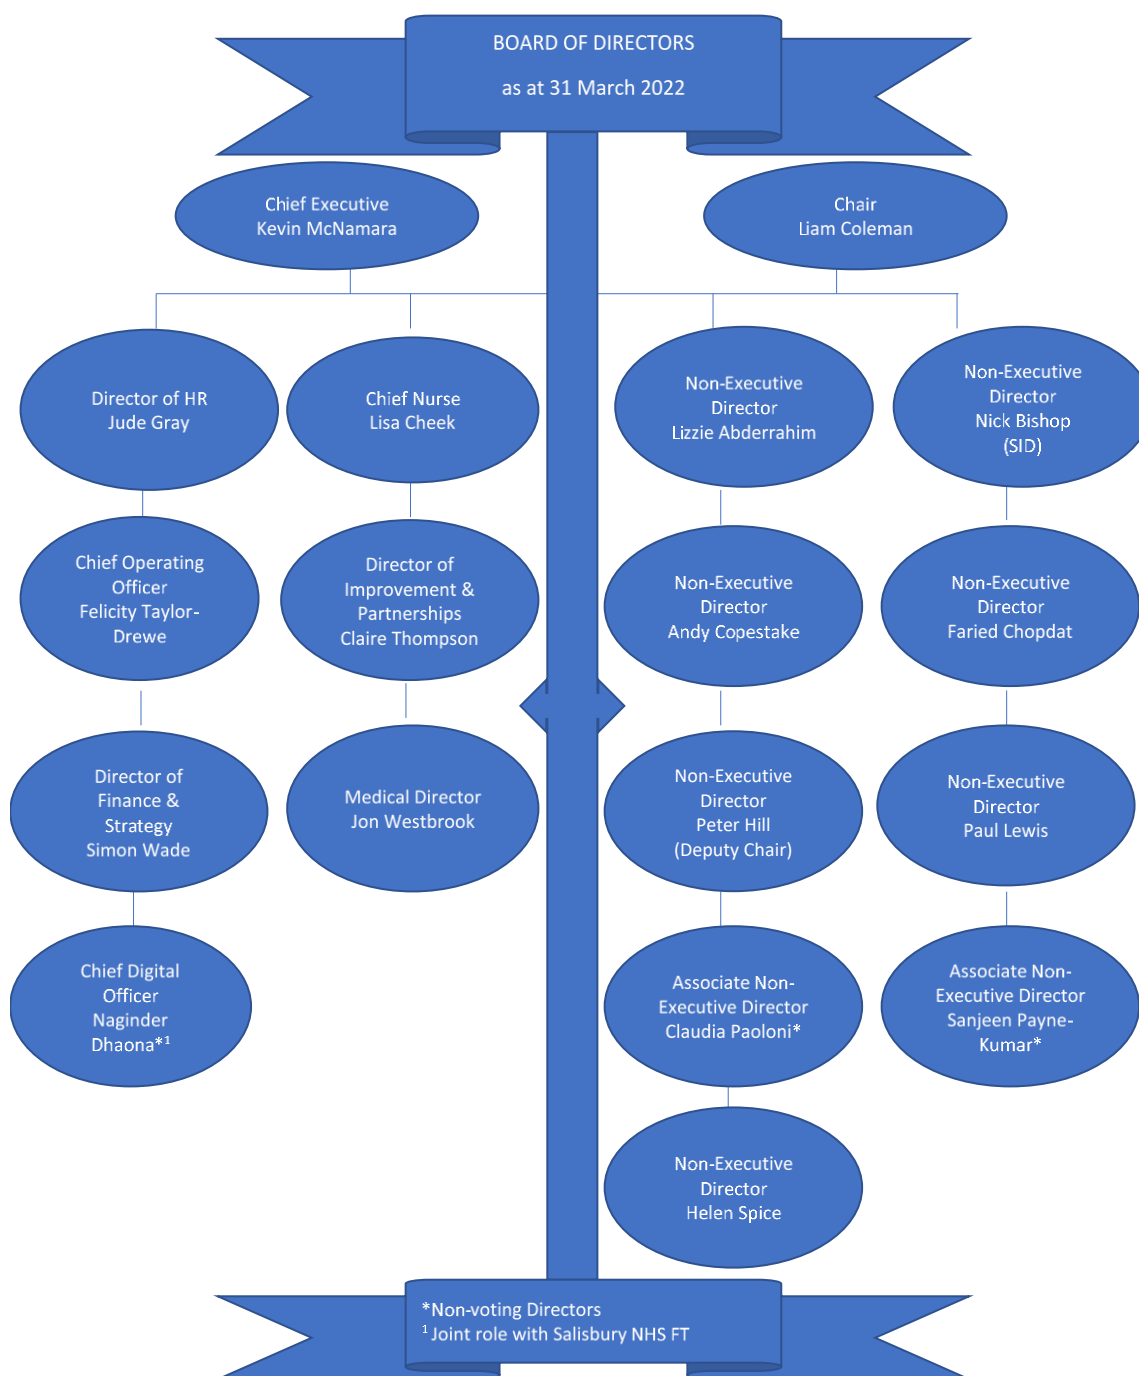 BOARD OF DIRECTORS
as at 31 March 2022
Chief Executive
Kevin McNamara
Chair
Liam Coleman
Director of HR
Jude Gray
Chief Nurse
Lisa Cheek
Non-Executive
Director
Lizzie Abderrahim
Non-Executive
Director
Nick Bishop
(SID)
Chief Operating
Officer
Felicity Taylor-
Drewe
Director of
Improvement &
Partnerships
Claire Thompson
Non-Executive
Director
Andy Copestake
Non-Executive
Director
Faried Chopdat
Director of
Finance &
Strategy
Simon Wade
Medical Director
Jon Westbrook
Non-Executive
Director
Peter Hill
(Deputy Chair)
Non-Executive
Director
Paul Lewis
Chief Digital
Officer
Naginder
Dhaona*¹
Associate Non-
Executive Director
Claudia Paoloni*
Associate Non-
Executive Director
Sanjeen Payne-
Kumar*
Non-Executive
Director
Helen Spice
*Non-voting Directors
¹ Joint role with Salisbury NHS FT